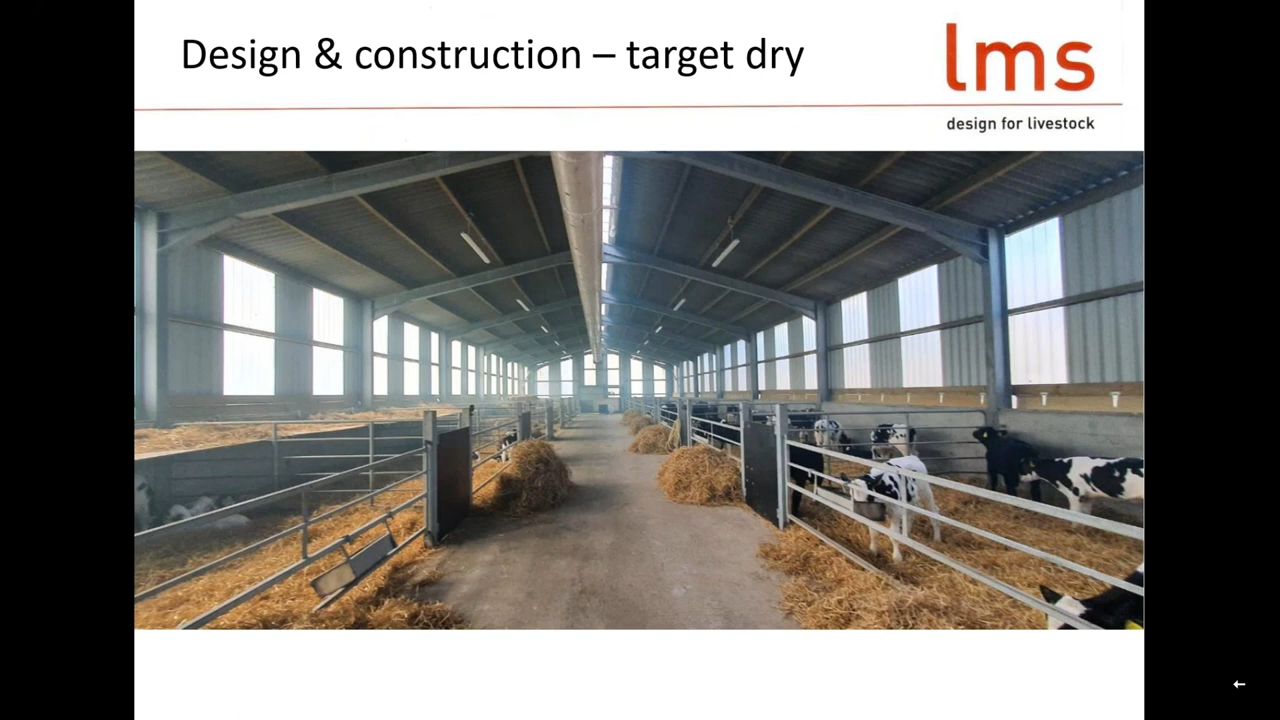 Design & construction – target dry
lms
design for livestock